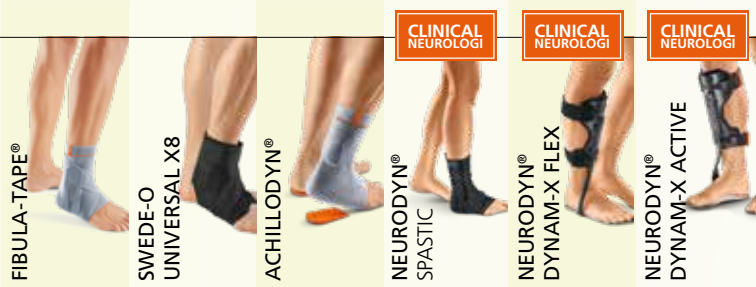 FIBULA-TAPE®
SWEDE-O
UNIVERSAL X8
ACHILLODYN®
CLINICAL
NEUROLOGI
NEURODYN®
SPASTIC
CLINICAL
NEUROLOGI
NEURODYN®
DYNAM-X FLEX
CLINICAL
NEUROLOGI
NEURODYN®
DYNAM-X ACTIVE